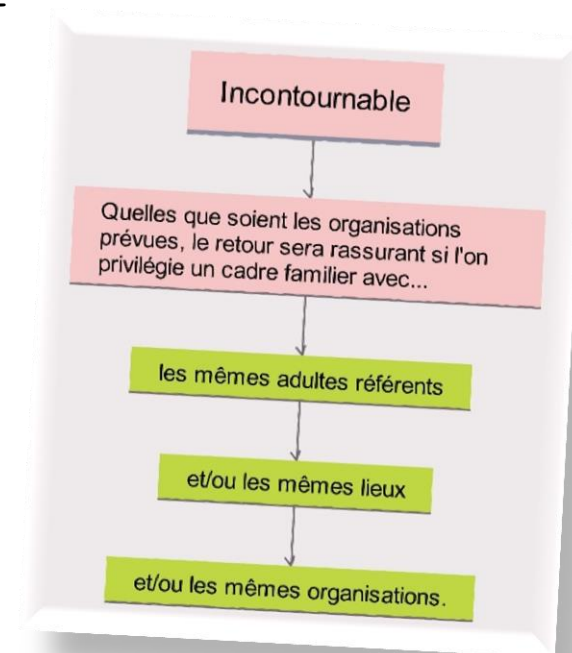 Incontournable
Quelles que soient les organisations
prévues, le retour sera rassurant si l'on
privilégie un cadre familier avec...
les mêmes adultes référents
et/ou les mêmes lieux
et/ou les mêmes organisations.